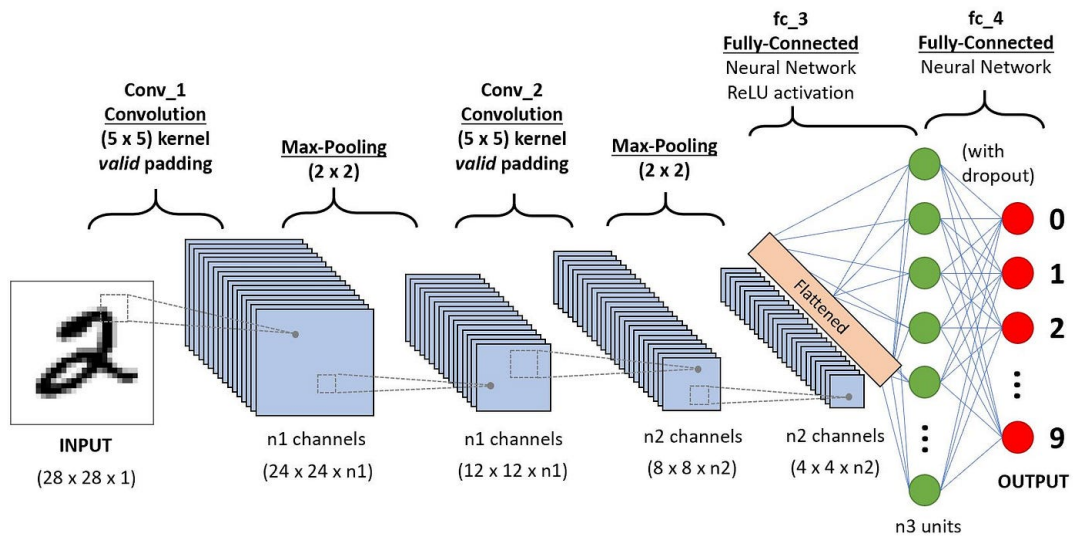 Conv_1
Convolution
(5 x 5) kernel
valid padding
Max-Pooling
(2 x 2)
Conv_2
Convolution
(5 x 5) kernel
valid padding
Max-Pooling
(2 x 2)
fc_3
Fully-Connected
Neural Network
ReLU activation
fc_4
Fully-Connected
Neural Network
(with
dropout)
2
INPUT
(28 x 28 x 1)
n1 channels
(24 x 24 x n1)
n1 channels
(12 x 12 x n1)
n2 channels
(8 x 8 x n2)
n2 channels
(4 x 4 x n2)
Flattened
n3 units
0
1
2
9
OUTPUT